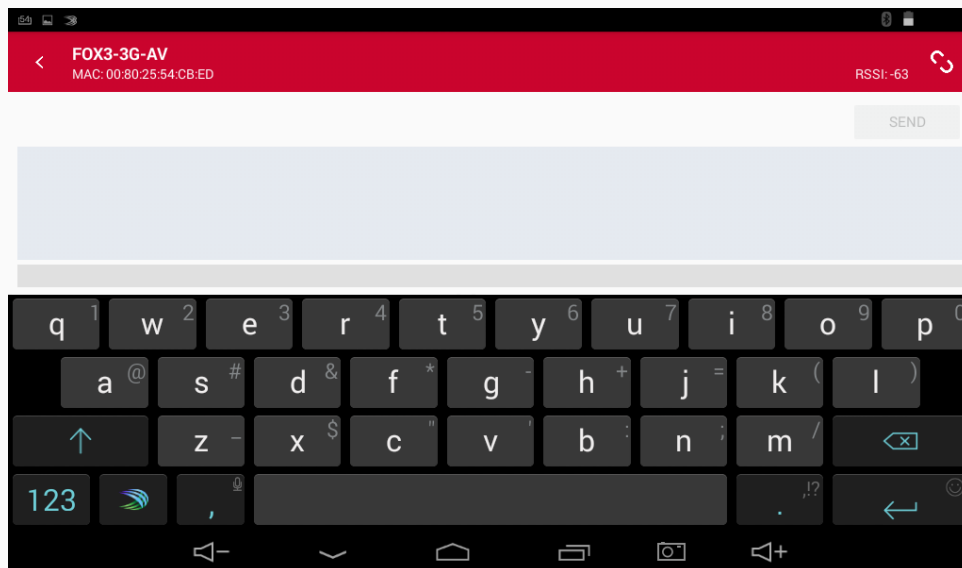 54
FOX3-3G-AV
MAC: 00:80:25:54:CB:ED
RSSI: -63
SEND
q 1 w 2 e 3 r 4 t 5 y 6 u 7 i 8 o 9 p 0
a @ s # d & f * g - h + j = k ( l )
z _ x $ c " v ' b : n ; m /
123 , . ,!?